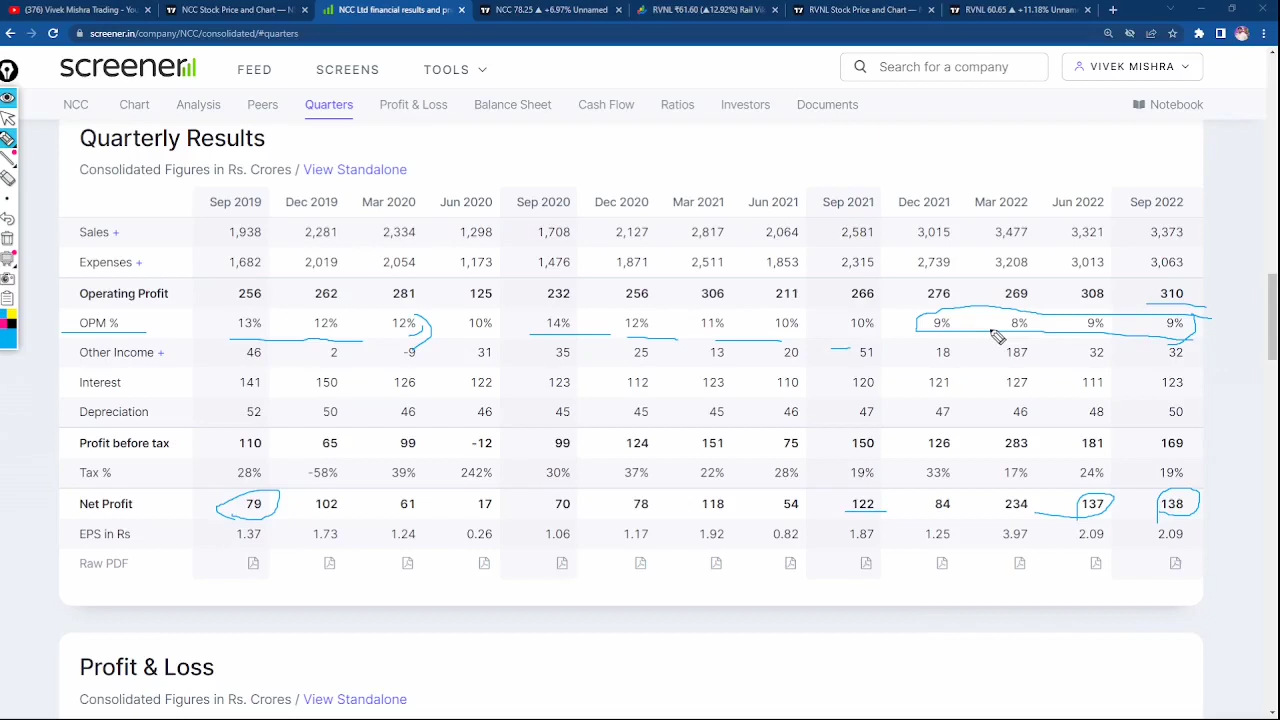 (376) Vivek Mishra Trading - You
NCC Stock Price and Chart — N
NCC Ltd financial results and pr
NCC 78.25 ▲ +6.97% Unnamed
RVNL ₹61.60 (▲12.92%) Rail Vik
RVNL Stock Price and Chart —
RVNL 60.65 ▲ +11.18% Unnam
screener.in/company/NCC/consolidated/#quarters
screener FEED SCREENS TOOLS Search for a company VIVEK MISHRA
NCC Chart Analysis Peers Quarters Profit & Loss Balance Sheet Cash Flow Ratios Investors Documents Notebook
Quarterly Results
Consolidated Figures in Rs. Crores / View Standalone
Sep 2019 Dec 2019 Mar 2020 Jun 2020 Sep 2020 Dec 2020 Mar 2021 Jun 2021 Sep 2021 Dec 2021 Mar 2022 Jun 2022 Sep 2022
Sales + 1,938 2,281 2,334 1,298 1,708 2,127 2,817 2,064 2,581 3,015 3,477 3,321 3,373
Expenses + 1,682 2,019 2,054 1,173 1,476 1,871 2,511 1,853 2,315 2,739 3,208 3,013 3,063
Operating Profit 256 262 281 125 232 256 306 211 266 276 269 308 310
OPM % 13% 12% 12% 10% 14% 12% 11% 10% 10% 9% 8% 9% 9%
Other Income + 46 2 -9 31 35 25 13 20 51 18 187 32 32
Interest 141 150 126 122 123 112 123 110 120 121 127 111 123
Depreciation 52 50 46 46 45 45 45 46 47 47 46 48 50
Profit before tax 110 65 99 -12 99 124 151 75 150 126 283 181 169
Tax % 28% -58% 39% 242% 30% 37% 22% 28% 19% 33% 17% 24% 19%
Net Profit 79 102 61 17 70 78 118 54 122 84 234 137 138
EPS in Rs 1.37 1.73 1.24 0.26 1.06 1.17 1.92 0.82 1.87 1.25 3.97 2.09 2.09
Raw PDF
Profit & Loss
Consolidated Figures in Rs. Crores / View Standalone